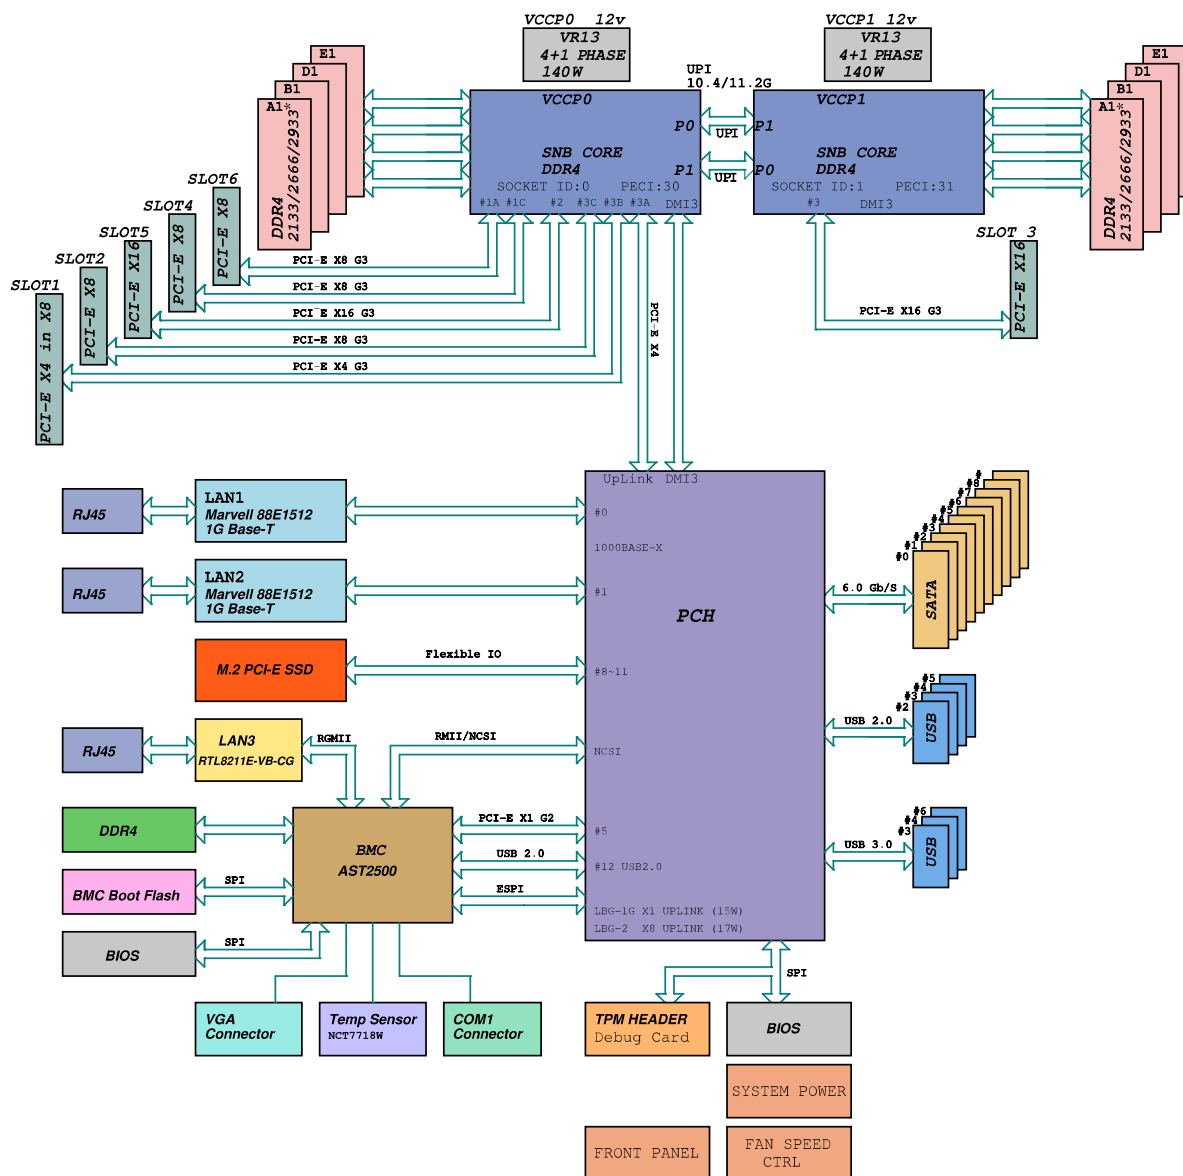 VCCP0 12v
VR13
4+1 PHASE
140W
VCCP1 12v
VR13
4+1 PHASE
140W
UPI
10.4/11.2G
E1
D1
B1
A1*
DDR4
2133/2666/2933
VCCP0
P0
SNB CORE
DDR4
P1
SOCKET ID:0 PECI:30
#1A #1C #2 #3C #3B #3A DMI3
UPI
UPI
VCCP1
P1
SNB CORE
P0 DDR4
SOCKET ID:1 PECI:31
#3 DMI3
E1
D1
B1
A1*
DDR4
2133/2666/2933
SLOT6
PCI-E X8
SLOT4
PCI-E X8
SLOT5
PCI-E X16
SLOT2
PCI-E X8
SLOT1
PCI-E X4 in X8
PCI-E X8 G3
PCI-E X8 G3
PCI-E X16 G3
PCI-E X8 G3
PCI-E X4 G3
PCI-E X4
SLOT 3
PCI-E X16
PCI-E X16 G3
UpLink DMI3
#0
1000BASE-X
#1
PCH
#8~11
NCSI
#5
#12 USB2.0
LBG-1G X1 UPLINK (15W)
LBG-2 X8 UPLINK (17W)
RJ45
LAN1
Marvell 88E1512
1G Base-T
RJ45
LAN2
Marvell 88E1512
1G Base-T
M.2 PCI-E SSD
Flexible IO
RJ45
LAN3
RTL8211E-VB-CG
RGMII
RMII/NCSI
DDR4
BMC
AST2500
PCI-E X1 G2
USB 2.0
ESPI
BMC Boot Flash
SPI
BIOS
SPI
VGA
Connector
Temp Sensor
NCT7718W
COM1
Connector
6.0 Gb/S
#
#8
#7
#6
#5
#4
#3
#2
#1
#0
SATA
USB 2.0
#5
#4
#3
#2
USB
USB 3.0
#6
#4
#3
USB
SPI
TPM HEADER
Debug Card
BIOS
SYSTEM POWER
FRONT PANEL
FAN SPEED
CTRL